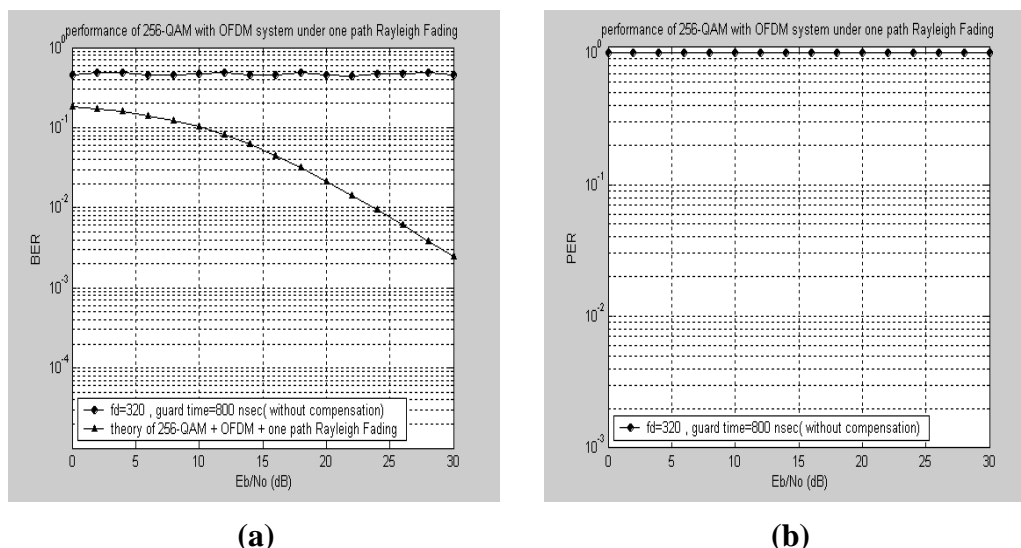 performance of 256-QAM with OFDM system under one path Rayleigh Fading
10^0
10^-1
10^-2
10^-3
10^-4
BER
fd=320 , guard time=800 nsec( without compensation)
theory of 256-QAM + OFDM + one path Rayleigh Fading
0 5 10 15 20 25 30
Eb/No (dB)
(a)
performance of 256-QAM with OFDM system under one path Rayleigh Fading
10^0
10^-1
10^-2
10^-3
PER
fd=320 , guard time=800 nsec( without compensation)
0 5 10 15 20 25 30
Eb/No (dB)
(b)